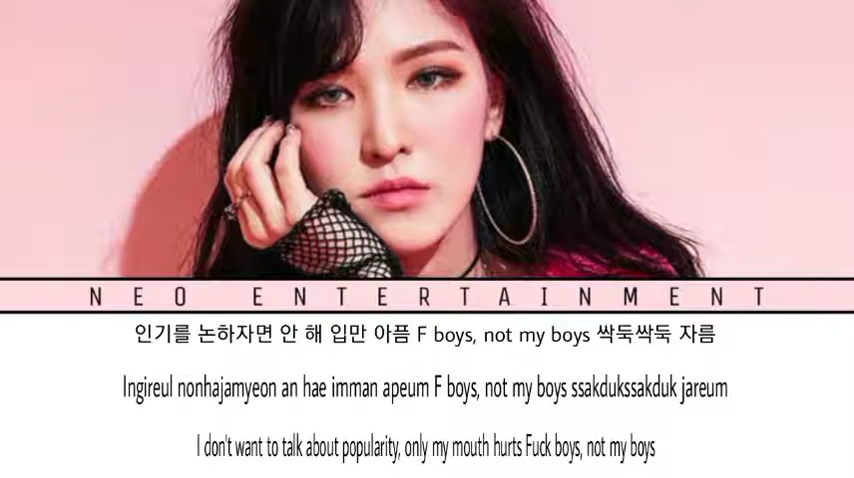 NEO ENTERTAINMENT
인기를 논하자면 안 해 입만 아픔 F boys, not my boys 싹둑싹둑 자름
Ingireul nonhajamyeon an hae imman apeum F boys, not my boys ssakdukssakduk jareum
I don't want to talk about popularity, only my mouth hurts Fuck boys, not my boys